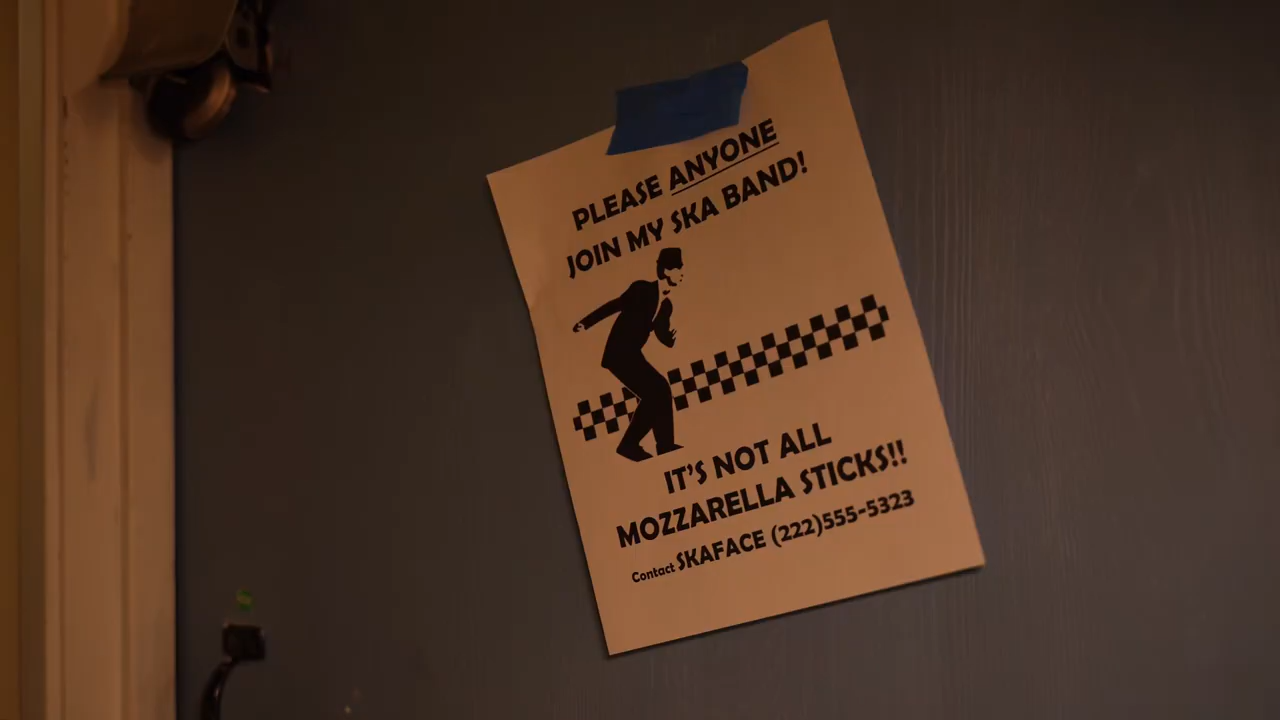 PLEASE ANYONE
JOIN MY SKA BAND!
IT'S NOT ALL
MOZZARELLA STICKS!!
Contact SKAFACE (222)555-5323